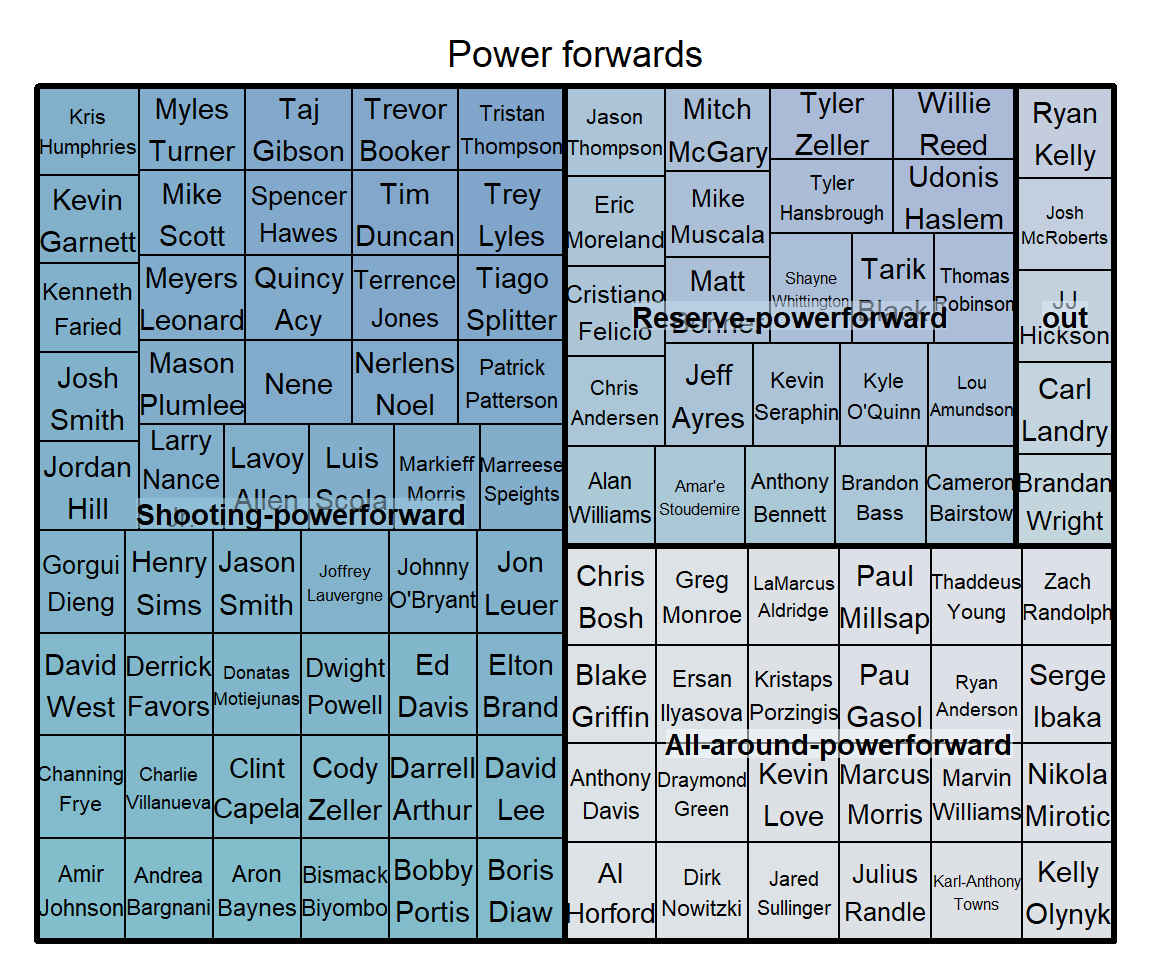 Power forwards
Kris
Humphries
Myles
Turner
Taj
Gibson
Trevor
Booker
Tristan
Thompson
Kevin
Garnett
Mike
Scott
Spencer
Hawes
Tim
Duncan
Trey
Lyles
Kenneth
Faried
Meyers
Leonard
Quincy
Acy
Terrence
Jones
Tiago
Splitter
Josh
Smith
Mason
Plumlee
Nene
Nerlens
Noel
Patrick
Patterson
Jordan
Hill
Larry
Nance
Jr.
Lavoy
Allen
Luis
Scola
Markieff
Morris
Marreese
Speights
Shooting-powerforward
Gorgui
Dieng
Henry
Sims
Jason
Smith
Joffrey
Lauvergne
Johnny
O'Bryant
Jon
Leuer
David
West
Derrick
Favors
Donatas
Motiejunas
Dwight
Powell
Ed
Davis
Elton
Brand
Channing
Frye
Charlie
Villanueva
Clint
Capela
Cody
Zeller
Darrell
Arthur
David
Lee
Amir
Johnson
Andrea
Bargnani
Aron
Baynes
Bismack
Biyombo
Bobby
Portis
Boris
Diaw
Jason
Thompson
Mitch
McGary
Tyler
Zeller
Willie
Reed
Eric
Moreland
Mike
Muscala
Tyler
Hansbrough
Udonis
Haslem
Cristiano
Felicio
Matt
Bonner
Shayne
Whittington
Tarik
Black
Thomas
Robinson
Reserve-powerforward
Chris
Andersen
Jeff
Ayres
Kevin
Seraphin
Kyle
O'Quinn
Lou
Amundson
Alan
Williams
Amar'e
Stoudemire
Anthony
Bennett
Brandon
Bass
Cameron
Bairstow
Ryan
Kelly
Josh
McRoberts
JJ
Hickson
out
Carl
Landry
Brandan
Wright
Chris
Bosh
Greg
Monroe
LaMarcus
Aldridge
Paul
Millsap
Thaddeus
Young
Zach
Randolph
Blake
Griffin
Ersan
Ilyasova
Kristaps
Porzingis
Pau
Gasol
Ryan
Anderson
Serge
Ibaka
All-around-powerforward
Anthony
Davis
Draymond
Green
Kevin
Love
Marcus
Morris
Marvin
Williams
Nikola
Mirotic
Al
Horford
Dirk
Nowitzki
Jared
Sullinger
Julius
Randle
Karl-Anthony
Towns
Kelly
Olynyk